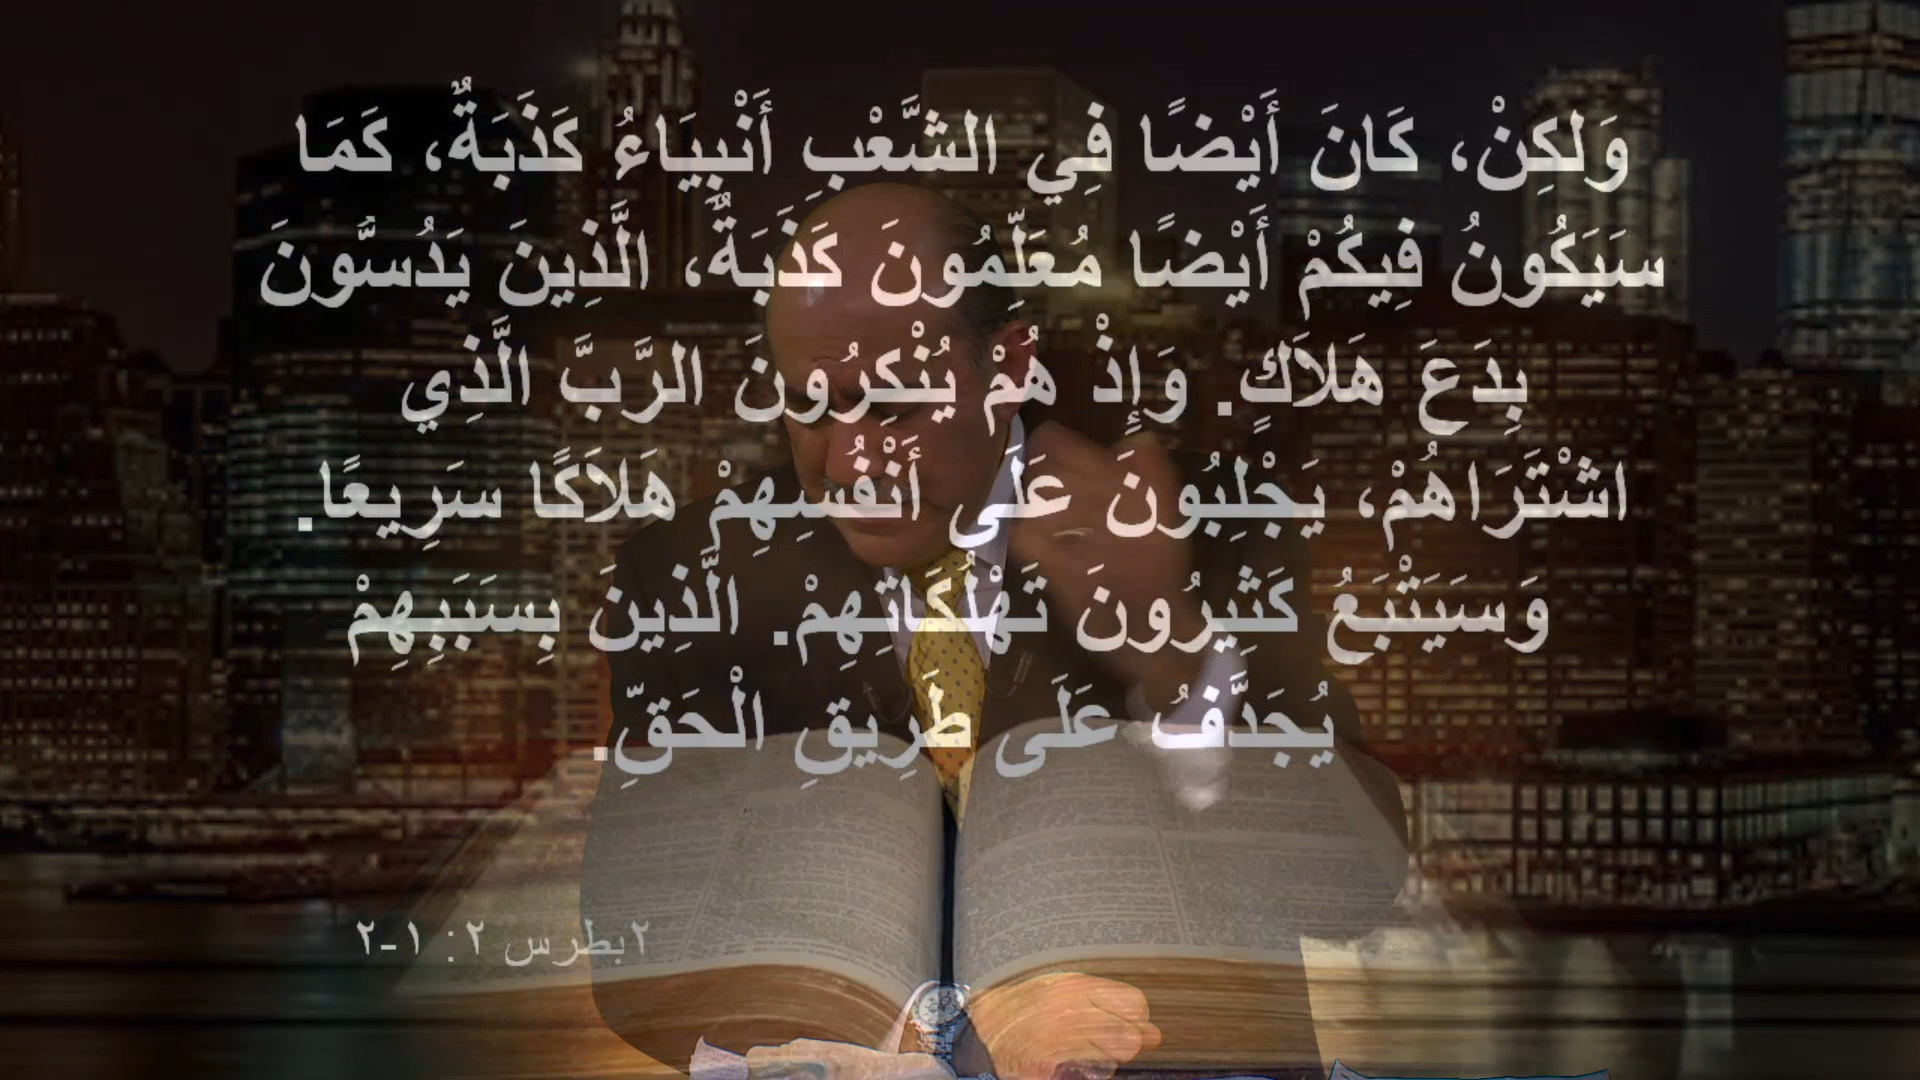 وَلكِنْ، كَانَ أَيْضًا فِي الشَّعْبِ أَنْبِيَاءُ كَذَبَةٌ، كَمَا
سَيَكُونُ فِيكُمْ أَيْضًا مُعَلِّمُونَ كَذَبَةٌ، الَّذِينَ يَدُسُّونَ
بِدَعَ هَلاَكٍ. وَإِذْ هُمْ يُنْكِرُونَ الرَّبَّ الَّذِي
اشْتَرَاهُمْ، يَجْلِبُونَ عَلَى أَنْفُسِهِمْ هَلاَكًا سَرِيعًا.
وَسَيَتْبَعُ كَثِيرُونَ تَهْلُكَاتِهِمْ. الَّذِينَ بِسَبَبِهِمْ
يُجَدَّفُ عَلَى طَرِيقِ الْحَقِّ.
٢بطرس ٢: ١-٢